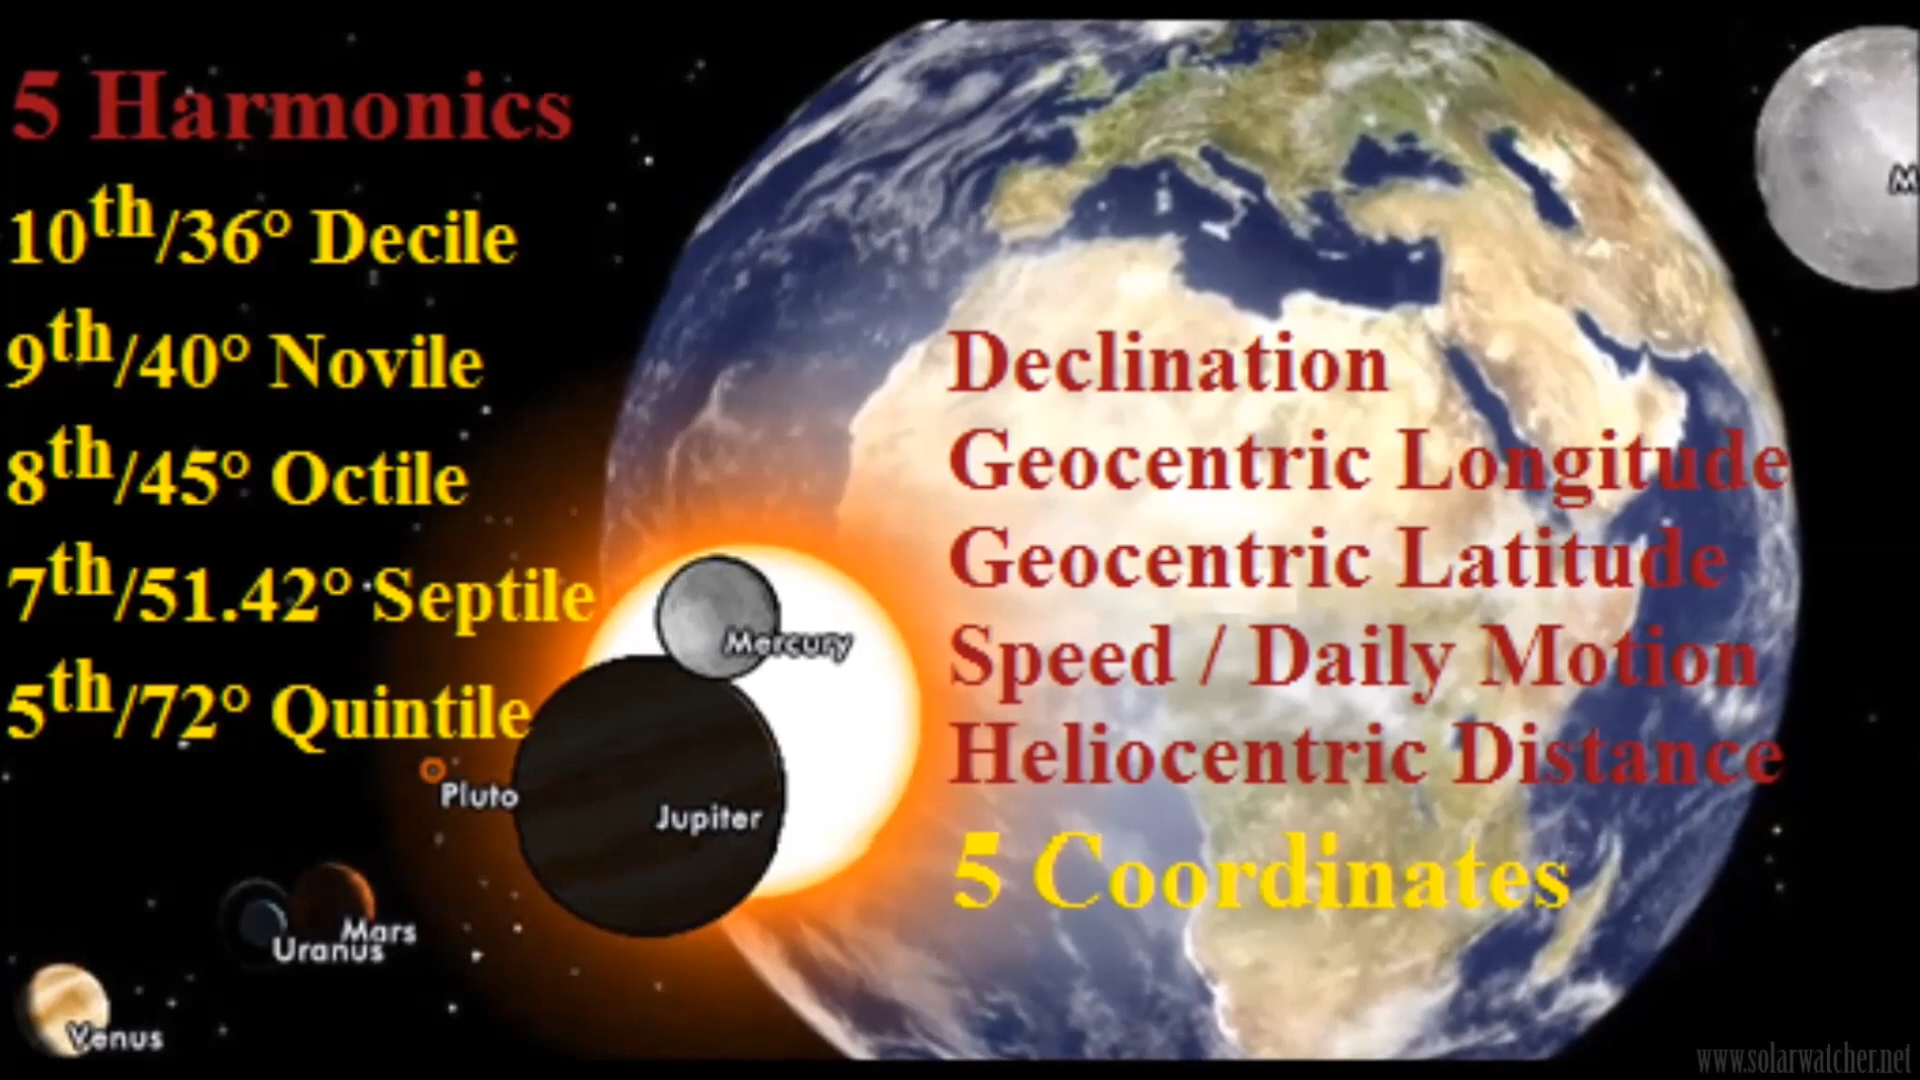 5 Harmonics
10th/36° Decile
9th/40° Novile
8th/45° Octile
7th/51.42° Septile
5th/72° Quintile
Declination
Geocentric Longitude
Geocentric Latitude
Speed / Daily Motion
Heliocentric Distance
5 Coordinates
M
Mercury
Pluto
Jupiter
Mars
Uranus
Venus
www.solarwatcher.net